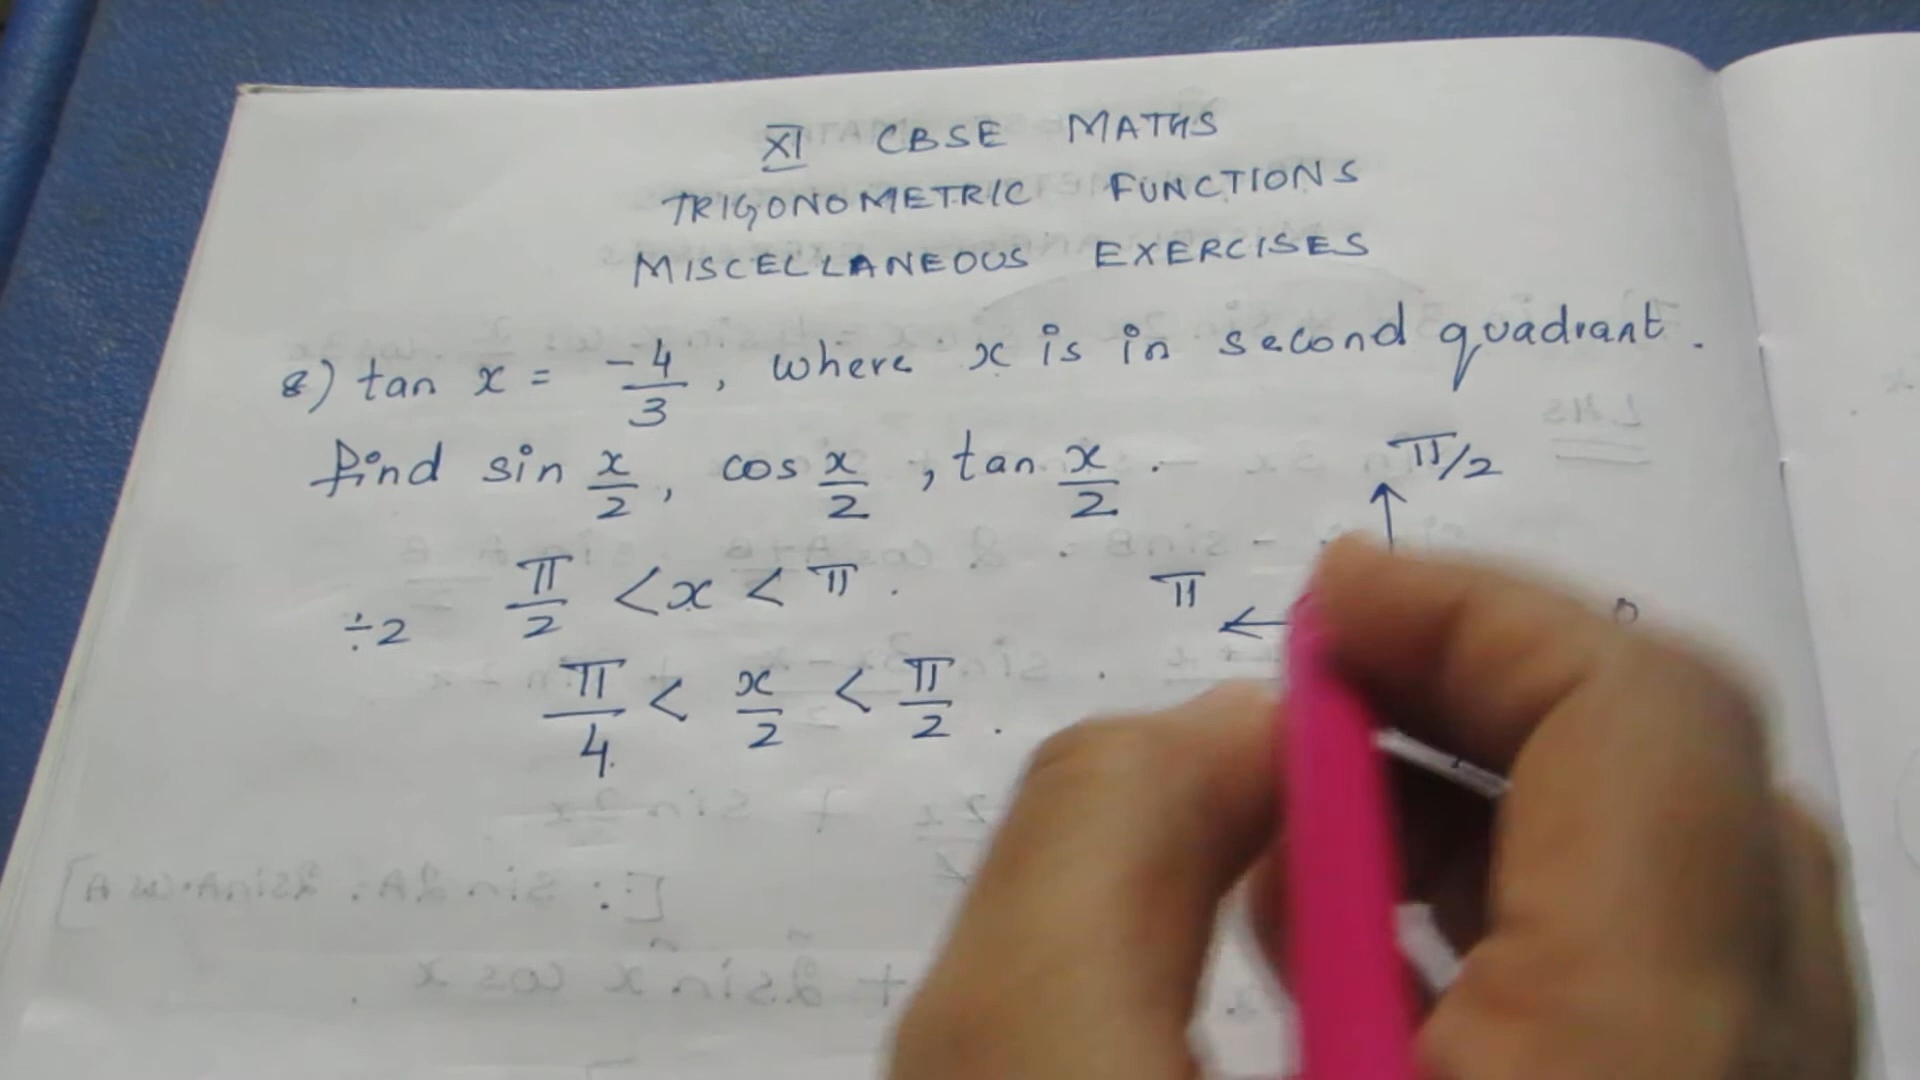 XI CBSE MATHS
TRIGONOMETRIC FUNCTIONS
MISCELLANEOUS EXERCISES
8) tan x = -4/3, where x is in second quadrant.
find sin x/2, cos x/2, tan x/2.
π/2
÷2 π/2 < x < π.
π 0
π/4 < x/2 < π/2.